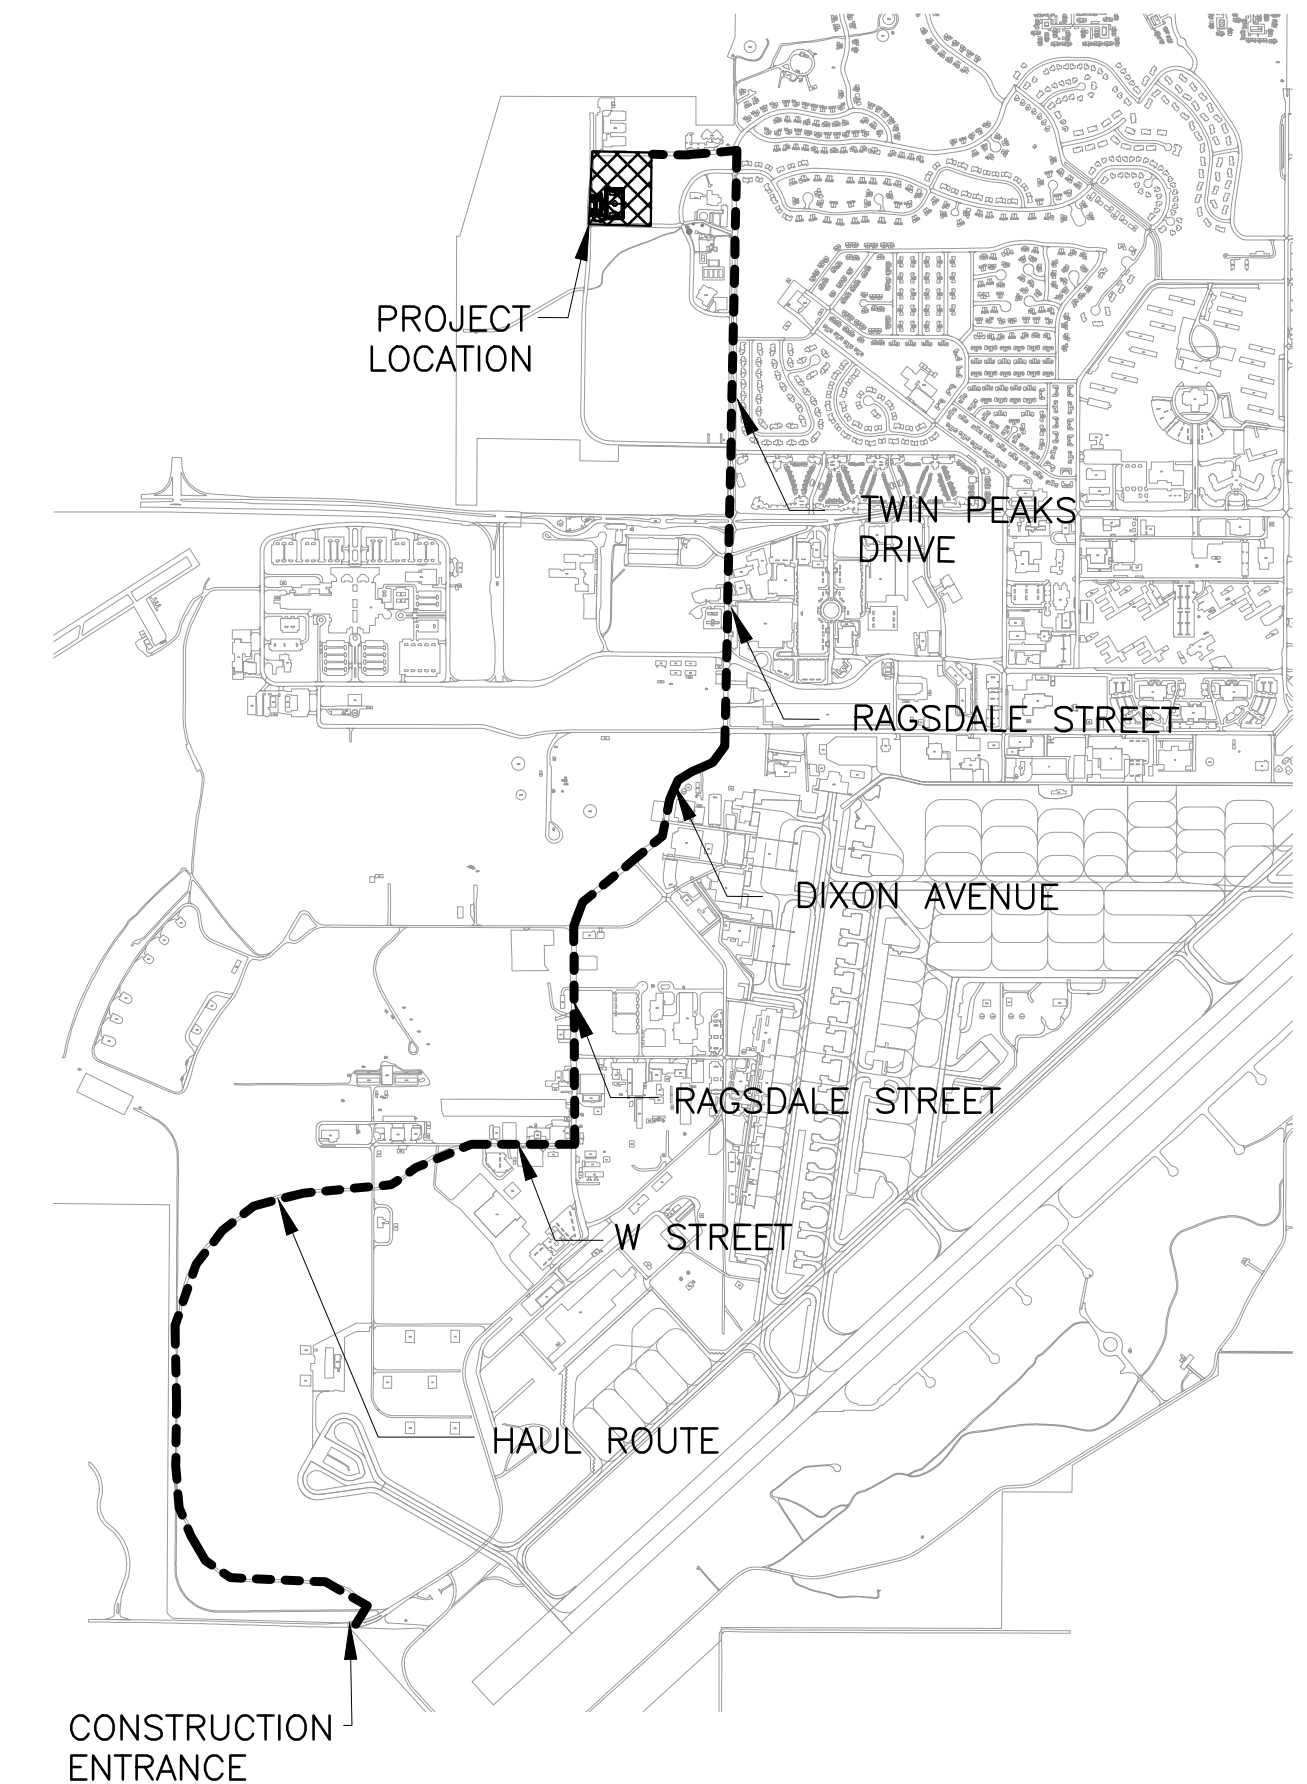 PROJECT
LOCATION
TWIN PEAKS
DRIVE
RAGSDALE STREET
DIXON AVENUE
RAGSDALE STREET
W STREET
HAUL ROUTE
CONSTRUCTION
ENTRANCE